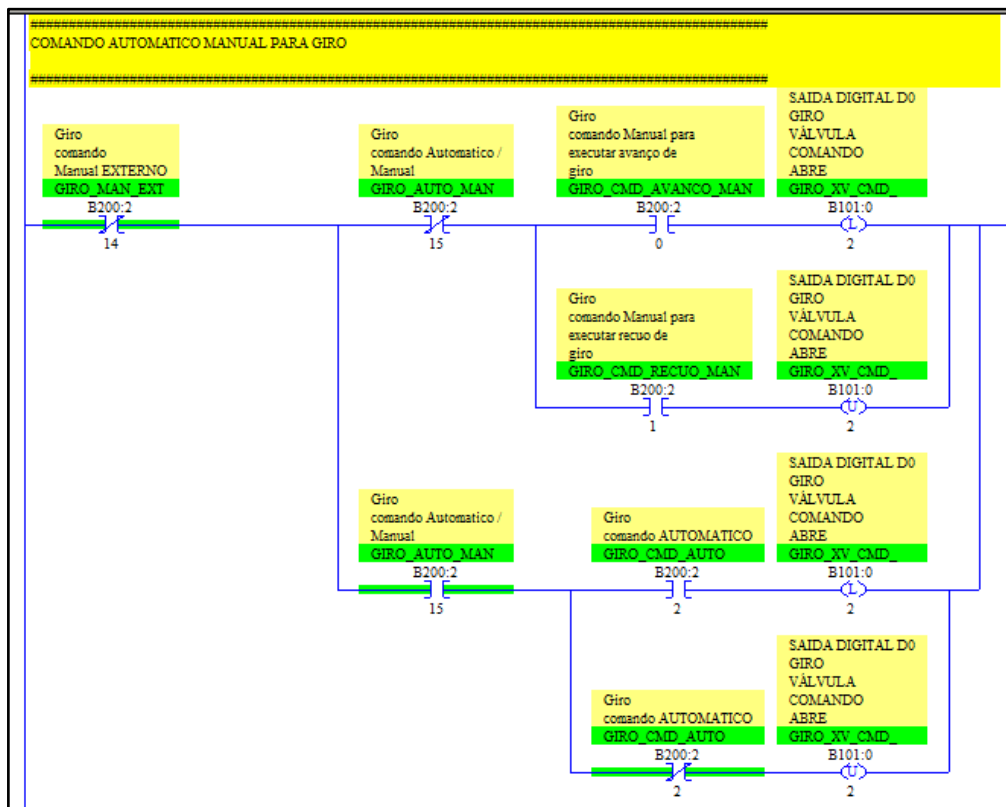 ################################################################################
COMANDO AUTOMATICO MANUAL PARA GIRO
################################################################################
Giro
comando
Manual EXTERNO
GIRO_MAN_EXT
B200:2
14
Giro
comando Automatico /
Manual
GIRO_AUTO_MAN
B200:2
15
Giro
comando Manual para
executar avanço de
giro
GIRO_CMD_AVANCO_MAN
B200:2
0
SAIDA DIGITAL D0
GIRO
VÁLVULA
COMANDO
ABRE
GIRO_XV_CMD_
B101:0
L
2
Giro
comando Manual para
executar recuo de
giro
GIRO_CMD_RECUO_MAN
B200:2
1
SAIDA DIGITAL D0
GIRO
VÁLVULA
COMANDO
ABRE
GIRO_XV_CMD_
B101:0
U
2
Giro
comando Automatico /
Manual
GIRO_AUTO_MAN
B200:2
15
Giro
comando AUTOMATICO
GIRO_CMD_AUTO
B200:2
2
SAIDA DIGITAL D0
GIRO
VÁLVULA
COMANDO
ABRE
GIRO_XV_CMD_
B101:0
L
2
Giro
comando AUTOMATICO
GIRO_CMD_AUTO
B200:2
2
SAIDA DIGITAL D0
GIRO
VÁLVULA
COMANDO
ABRE
GIRO_XV_CMD_
B101:0
U
2